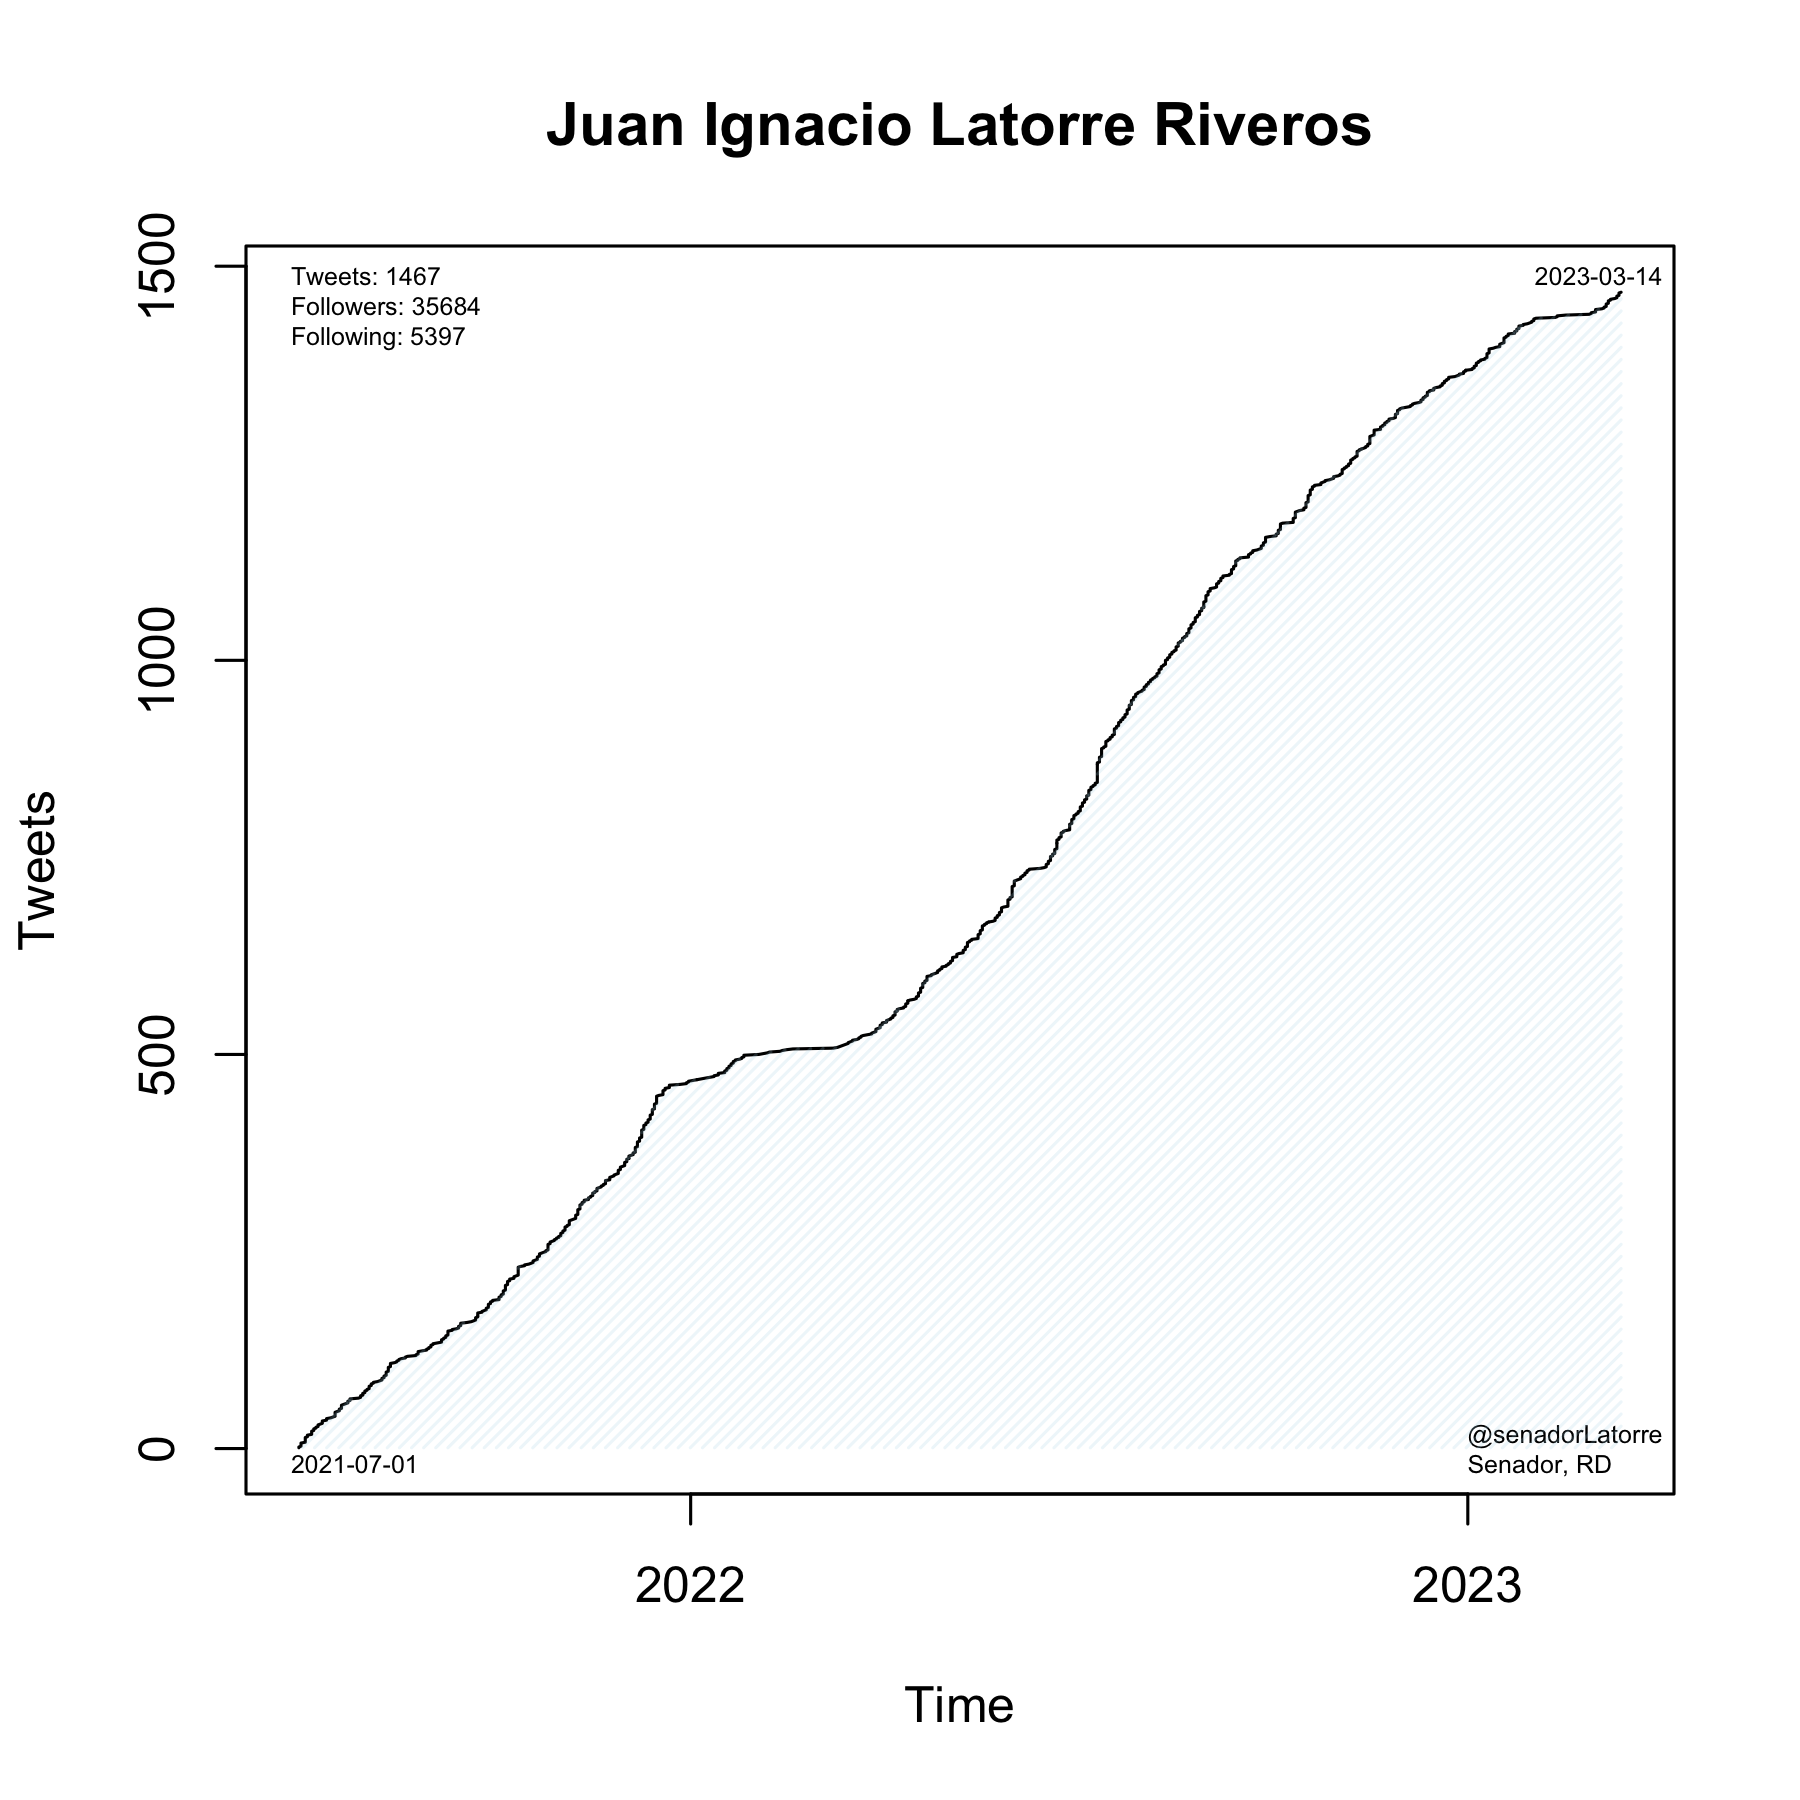 Juan Ignacio Latorre Riveros
Tweets: 1467
Followers: 35684
Following: 5397
2023-03-14
1500
1000
500
0
Tweets
@senadorLatorre
Senador, RD
2021-07-01
2022
2023
Time